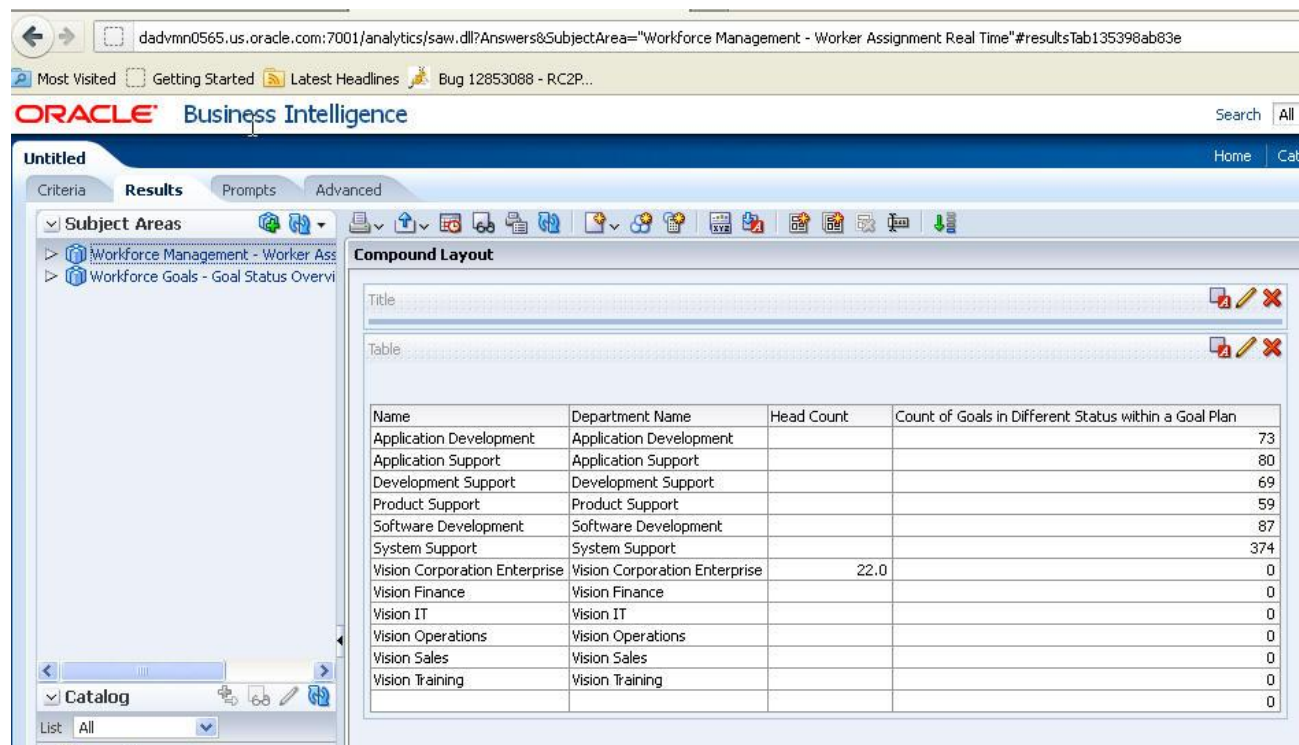 dadvmn0565.us.oracle.com:7001/analytics/saw.dll?Answers&SubjectArea="Workforce Management - Worker Assignment Real Time"#resultsTab135398ab83e
Most Visited Getting Started Latest Headlines Bug 12853088 - RC2P...
ORACLE Business Intelligence Search All
Untitled Home Cat
Criteria Results Prompts Advanced
Subject Areas
Workforce Management - Worker Ass
Workforce Goals - Goal Status Overvi
Compound Layout
Title
Table
Name Department Name Head Count Count of Goals in Different Status within a Goal Plan
Application Development Application Development 73
Application Support Application Support 80
Development Support Development Support 69
Product Support Product Support 59
Software Development Software Development 87
System Support System Support 374
Vision Corporation Enterprise Vision Corporation Enterprise 22.0 0
Vision Finance Vision Finance 0
Vision IT Vision IT 0
Vision Operations Vision Operations 0
Vision Sales Vision Sales 0
Vision Training Vision Training 0
0
Catalog
List All